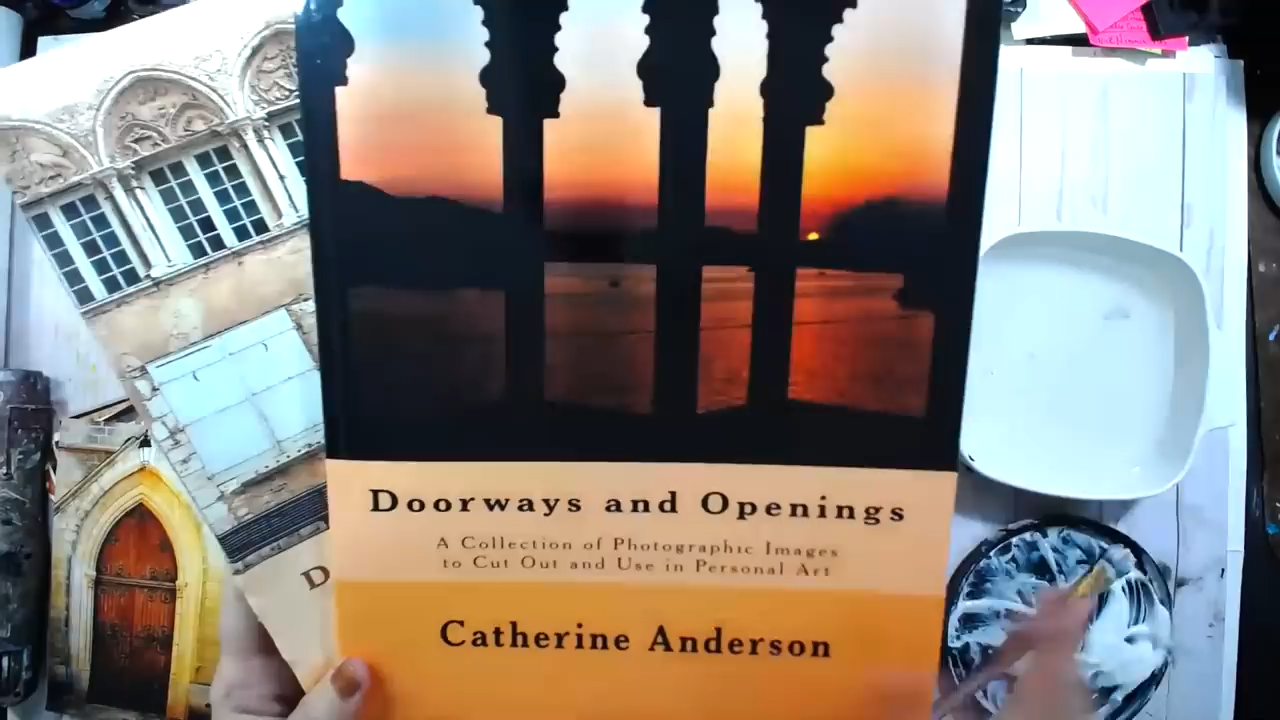 Doorways and Openings
A Collection of Photographic Images
to Cut Out and Use in Personal Art
Catherine Anderson
D